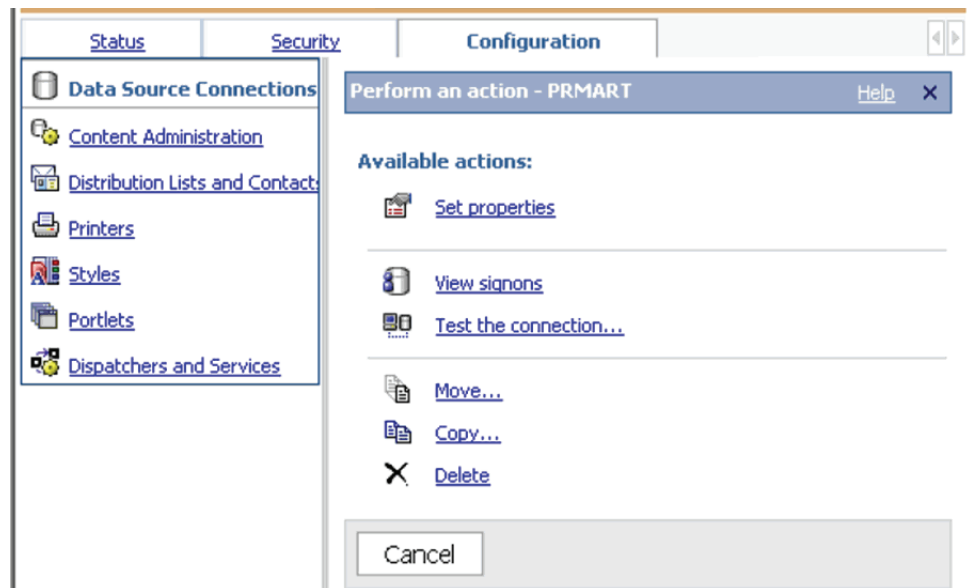 Status Security Configuration
Data Source Connections
Content Administration
Distribution Lists and Contacts
Printers
Styles
Portlets
Dispatchers and Services
Perform an action - PRMART Help
Available actions:
Set properties
View signons
Test the connection...
Move...
Copy...
Delete
Cancel